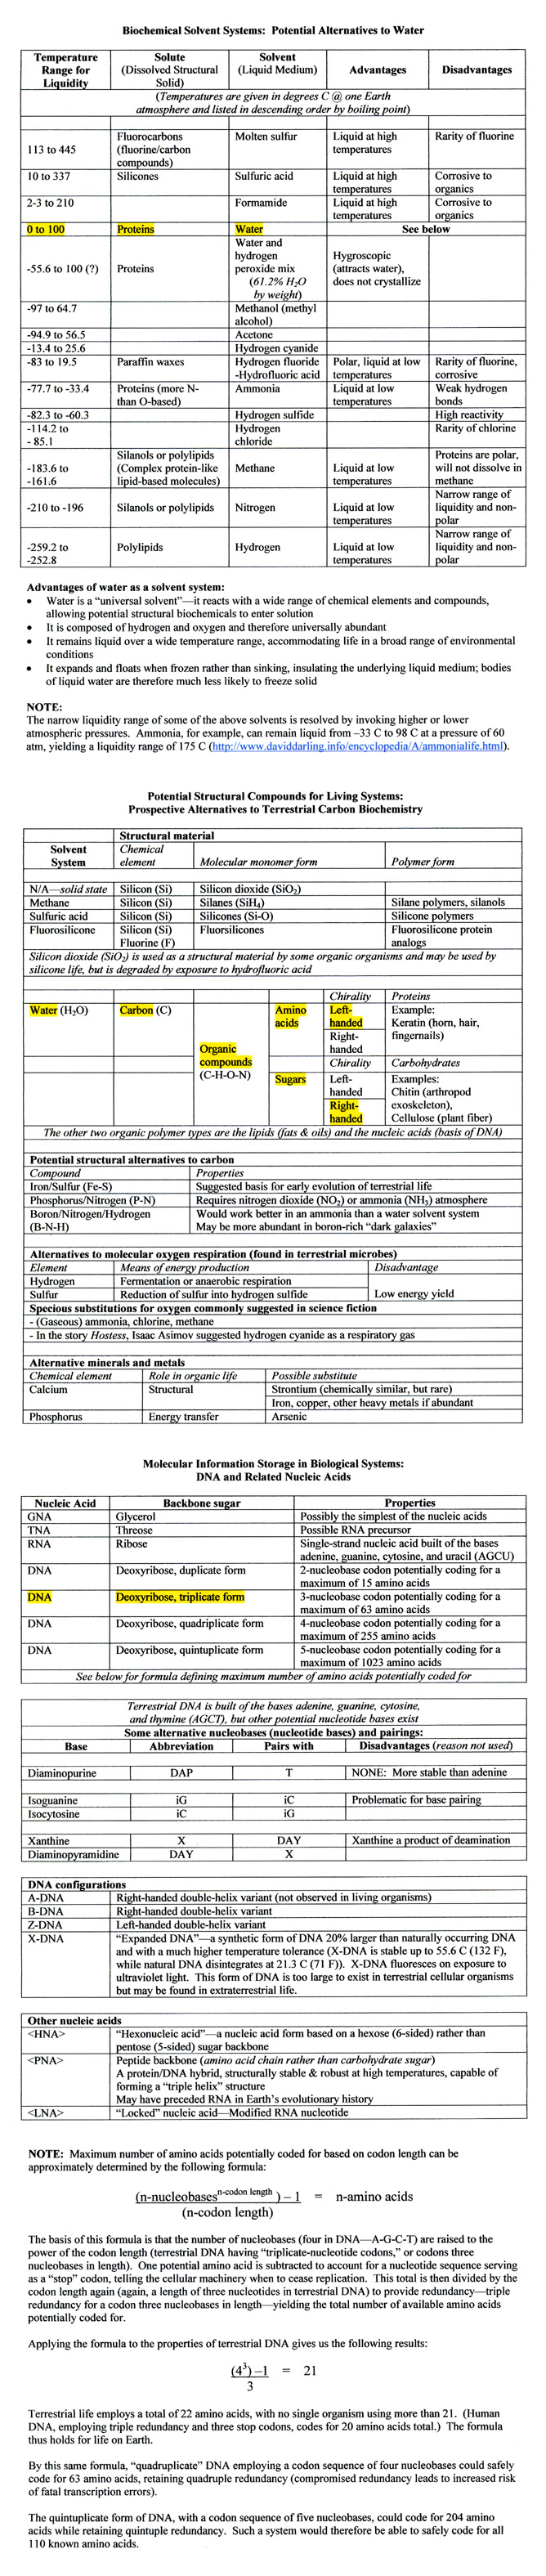 Biochemical Solvent Systems: Potential Alternatives to Water
Temperature Range for Liquidity | Solute (Dissolved Structural Solid) | Solvent (Liquid Medium) | Advantages | Disadvantages
(Temperatures are given in degrees C @ one Earth
atmosphere and listed in descending order by boiling point)
113 to 445 | Fluorocarbons (fluorine/carbon compounds) | Molten sulfur | Liquid at high temperatures | Rarity of fluorine
10 to 337 | Silicones | Sulfuric acid | Liquid at high temperatures | Corrosive to organics
2-3 to 210 | | Formamide | Liquid at high temperatures | Corrosive to organics
0 to 100 | Proteins | Water | See below
-55.6 to 100 (?) | Proteins | Water and hydrogen peroxide mix (61.2% H₂O by weight) | Hygroscopic (attracts water), does not crystallize
-97 to 64.7 | | Methanol (methyl alcohol)
-94.9 to 56.5 | | Acetone
-13.4 to 25.6 | | Hydrogen cyanide
-83 to 19.5 | Paraffin waxes | Hydrogen fluoride -Hydrofluoric acid | Polar, liquid at low temperatures | Rarity of fluorine, corrosive
-77.7 to -33.4 | Proteins (more N- than O-based) | Ammonia | Liquid at low temperatures | Weak hydrogen bonds
-82.3 to -60.3 | | Hydrogen sulfide | | High reactivity
-114.2 to - 85.1 | | Hydrogen chloride | | Rarity of chlorine
-183.6 to -161.6 | Silanols or polylipids (Complex protein-like lipid-based molecules) | Methane | Liquid at low temperatures | Proteins are polar, will not dissolve in methane
-210 to -196 | Silanols or polylipids | Nitrogen | Liquid at low temperatures | Narrow range of liquidity and non-polar
-259.2 to -252.8 | Polylipids | Hydrogen | Liquid at low temperatures | Narrow range of liquidity and non-polar
Advantages of water as a solvent system:
• Water is a “universal solvent”—it reacts with a wide range of chemical elements and compounds,
allowing potential structural biochemicals to enter solution
• It is composed of hydrogen and oxygen and therefore universally abundant
• It remains liquid over a wide temperature range, accommodating life in a broad range of environmental
conditions
• It expands and floats when frozen rather than sinking, insulating the underlying liquid medium; bodies
of liquid water are therefore much less likely to freeze solid
NOTE:
The narrow liquidity range of some of the above solvents is resolved by invoking higher or lower
atmospheric pressures. Ammonia, for example, can remain liquid from –33 C to 98 C at a pressure of 60
atm, yielding a liquidity range of 175 C (http://www.daviddarling.info/encyclopedia/A/ammonialife.html).
Potential Structural Compounds for Living Systems:
Prospective Alternatives to Terrestrial Carbon Biochemistry
Structural material
Solvent System | Chemical element | Molecular monomer form | Polymer form
N/A—solid state | Silicon (Si) | Silicon dioxide (SiO₂)
Methane | Silicon (Si) | Silanes (SiH₄) | Silane polymers, silanols
Sulfuric acid | Silicon (Si) | Silicones (Si-O) | Silicone polymers
Fluorosilicone | Silicon (Si) Fluorine (F) | Fluorsilicones | Fluorosilicone protein analogs
Silicon dioxide (SiO₂) is used as a structural material by some organic organisms and may be used by
silicone life, but is degraded by exposure to hydrofluoric acid
Water (H₂O) | Carbon (C) | Organic compounds (C-H-O-N)
Amino acids | Chirality | Left-handed | Right-handed | Proteins | Example: Keratin (horn, hair, fingernails)
Sugars | Chirality | Left-handed | Right-handed | Carbohydrates | Examples: Chitin (arthropod exoskeleton), Cellulose (plant fiber)
The other two organic polymer types are the lipids (fats & oils) and the nucleic acids (basis of DNA)
Potential structural alternatives to carbon
Compound | Properties
Iron/Sulfur (Fe-S) | Suggested basis for early evolution of terrestrial life
Phosphorus/Nitrogen (P-N) | Requires nitrogen dioxide (NO₂) or ammonia (NH₃) atmosphere
Boron/Nitrogen/Hydrogen (B-N-H) | Would work better in an ammonia than a water solvent system May be more abundant in boron-rich “dark galaxies”
Alternatives to molecular oxygen respiration (found in terrestrial microbes)
Element | Means of energy production | Disadvantage
Hydrogen | Fermentation or anaerobic respiration
Sulfur | Reduction of sulfur into hydrogen sulfide | Low energy yield
Specious substitutions for oxygen commonly suggested in science fiction
- (Gaseous) ammonia, chlorine, methane
- In the story Hostess, Isaac Asimov suggested hydrogen cyanide as a respiratory gas
Alternative minerals and metals
Chemical element | Role in organic life | Possible substitute
Calcium | Structural | Strontium (chemically similar, but rare)
Iron, copper, other heavy metals if abundant
Phosphorus | Energy transfer | Arsenic
Molecular Information Storage in Biological Systems:
DNA and Related Nucleic Acids
Nucleic Acid | Backbone sugar | Properties
GNA | Glycerol | Possibly the simplest of the nucleic acids
TNA | Threose | Possible RNA precursor
RNA | Ribose | Single-strand nucleic acid built of the bases adenine, guanine, cytosine, and uracil (AGCU)
DNA | Deoxyribose, duplicate form | 2-nucleobase codon potentially coding for a maximum of 15 amino acids
DNA | Deoxyribose, triplicate form | 3-nucleobase codon potentially coding for a maximum of 63 amino acids
DNA | Deoxyribose, quadriplicate form | 4-nucleobase codon potentially coding for a maximum of 255 amino acids
DNA | Deoxyribose, quintuplicate form | 5-nucleobase codon potentially coding for a maximum of 1023 amino acids
See below for formula defining maximum number of amino acids potentially coded for
Terrestrial DNA is built of the bases adenine, guanine, cytosine,
and thymine (AGCT), but other potential nucleotide bases exist
Some alternative nucleobases (nucleotide bases) and pairings:
Base | Abbreviation | Pairs with | Disadvantages (reason not used)
Diaminopurine | DAP | T | NONE: More stable than adenine
Isoguanine | iG | iC | Problematic for base pairing
Isocytosine | iC | iG
Xanthine | X | DAY | Xanthine a product of deamination
Diaminopyramidine | DAY | X
DNA configurations
A-DNA | Right-handed double-helix variant (not observed in living organisms)
B-DNA | Right-handed double-helix variant
Z-DNA | Left-handed double-helix variant
X-DNA | “Expanded DNA”—a synthetic form of DNA 20% larger than naturally occurring DNA
and with a much higher temperature tolerance (X-DNA is stable up to 55.6 C (132 F),
while natural DNA disintegrates at 21.3 C (71 F)). X-DNA fluoresces on exposure to
ultraviolet light. This form of DNA is too large to exist in terrestrial cellular organisms
but may be found in extraterrestrial life.
Other nucleic acids
<HNA> | “Hexonucleic acid”—a nucleic acid form based on a hexose (6-sided) rather than
pentose (5-sided) sugar backbone
<PNA> | Peptide backbone (amino acid chain rather than carbohydrate sugar)
A protein/DNA hybrid, structurally stable & robust at high temperatures, capable of
forming a “triple helix” structure
May have preceded RNA in Earth’s evolutionary history
<LNA> | “Locked” nucleic acid—Modified RNA nucleotide
NOTE: Maximum number of amino acids potentially coded for based on codon length can be
approximately determined by the following formula:
(n-nucleobases^n-codon length) – 1 = n-amino acids
(n-codon length)
The basis of this formula is that the number of nucleobases (four in DNA—A-G-C-T) are raised to the
power of the codon length (terrestrial DNA having “triplicate-nucleotide codons,” or codons three
nucleobases in length). One potential amino acid is subtracted to account for a nucleotide sequence serving
as a “stop” codon, telling the cellular machinery when to cease replication. This total is then divided by the
codon length again (again, a length of three nucleotides in terrestrial DNA) to provide redundancy—triple
redundancy for a codon three nucleobases in length—yielding the total number of available amino acids
potentially coded for.
Applying the formula to the properties of terrestrial DNA gives us the following results:
(4³) –1 = 21
3
Terrestrial life employs a total of 22 amino acids, with no single organism using more than 21. (Human
DNA, employing triple redundancy and three stop codons, codes for 20 amino acids total.) The formula
thus holds for life on Earth.
By this same formula, “quadruplicate” DNA employing a codon sequence of four nucleobases could safely
code for 63 amino acids, retaining quadruple redundancy (compromised redundancy leads to increased risk
of fatal transcription errors).
The quintuplicate form of DNA, with a codon sequence of five nucleobases, could code for 204 amino
acids while retaining quintuple redundancy. Such a system would therefore be able to safely code for all
110 known amino acids.